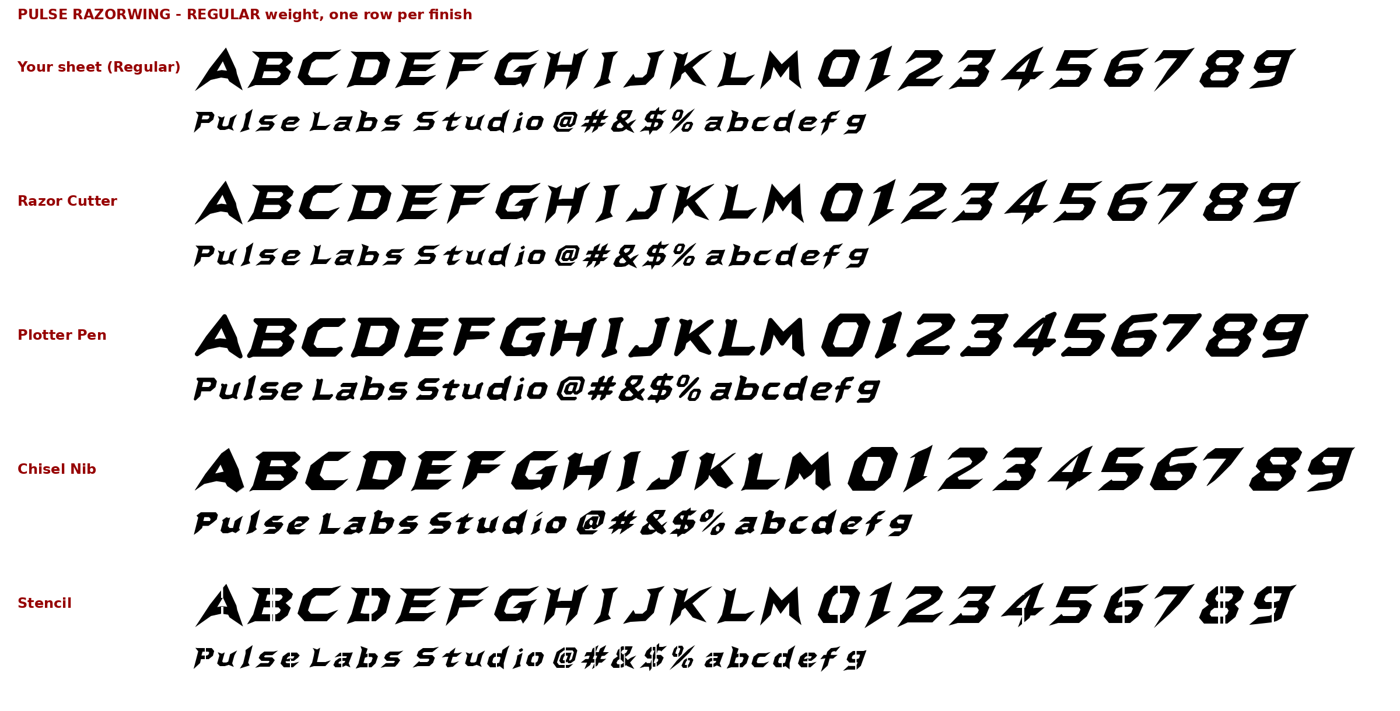 PULSE RAZORWING - REGULAR weight, one row per finish
Your sheet (Regular) ABCDEFGHIJKLM 0123456789
Pulse Labs Studio @#&$% abcdefg
Razor Cutter ABCDEFGHIJKLM 0123456789
Pulse Labs Studio @#&$% abcdefg
Plotter Pen ABCDEFGHIJKLM 0123456789
Pulse Labs Studio @#&$% abcdefg
Chisel Nib ABCDEFGHIJKLM 0123456789
Pulse Labs Studio @#&$% abcdefg
Stencil ABCDEFGHIJKLM 0123456789
Pulse Labs Studio @#&$% abcdefg